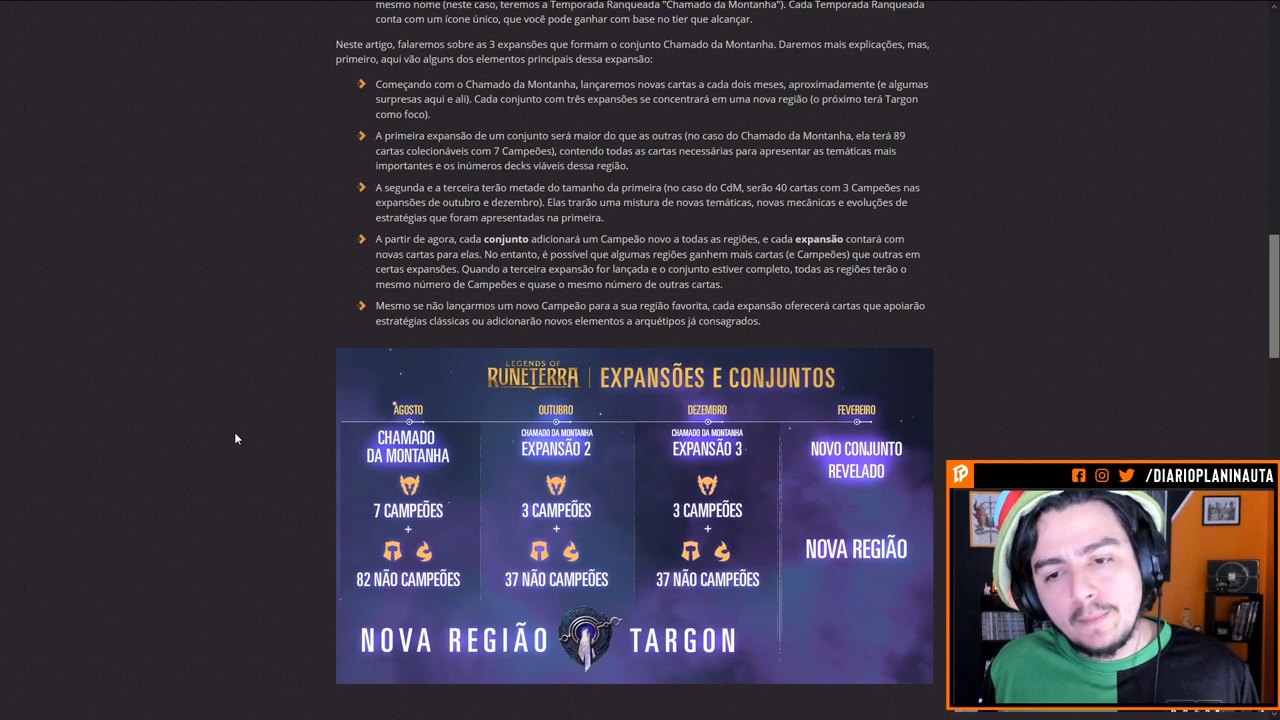 mesmo nome (neste caso, teremos a Temporada Ranqueada "Chamado da Montanha"). Cada Temporada Ranqueada
conta com um ícone único, que você pode ganhar com base no tier que alcançar.
Neste artigo, falaremos sobre as 3 expansões que formam o conjunto Chamado da Montanha. Daremos mais explicações, mas,
primeiro, aqui vão alguns dos elementos principais dessa expansão:
Começando com o Chamado da Montanha, lançaremos novas cartas a cada dois meses, aproximadamente (e algumas
surpresas aqui e ali). Cada conjunto com três expansões se concentrará em uma nova região (o próximo terá Targon
como foco).
A primeira expansão de um conjunto será maior do que as outras (no caso do Chamado da Montanha, ela terá 89
cartas colecionáveis com 7 Campeões), contendo todas as cartas necessárias para apresentar as temáticas mais
importantes e os inúmeros decks viáveis dessa região.
A segunda e a terceira terão metade do tamanho da primeira (no caso do CdM, serão 40 cartas com 3 Campeões nas
expansões de outubro e dezembro). Elas trarão uma mistura de novas temáticas, novas mecânicas e evoluções de
estratégias que foram apresentadas na primeira.
A partir de agora, cada conjunto adicionará um Campeão novo a todas as regiões, e cada expansão contará com
novas cartas para elas. No entanto, é possível que algumas regiões ganhem mais cartas (e Campeões) que outras em
certas expansões. Quando a terceira expansão for lançada e o conjunto estiver completo, todas as regiões terão o
mesmo número de Campeões e quase o mesmo número de outras cartas.
Mesmo se não lançarmos um novo Campeão para a sua região favorita, cada expansão oferecerá cartas que apoiarão
estratégias clássicas ou adicionarão novos elementos a arquétipos já consagrados.
LEGENDS OF
RUNETERRA | EXPANSÕES E CONJUNTOS
AGOSTO OUTUBRO DEZEMBRO FEVEREIRO
CHAMADO
DA MONTANHA
7 CAMPEÕES
+
82 NÃO CAMPEÕES
CHAMADO DA MONTANHA
EXPANSÃO 2
3 CAMPEÕES
+
37 NÃO CAMPEÕES
CHAMADO DA MONTANHA
EXPANSÃO 3
3 CAMPEÕES
+
37 NÃO CAMPEÕES
NOVO CONJUNTO
REVELADO
NOVA REGIÃO
NOVA REGIÃO TARGON
/DIARIOPLANINAUTA